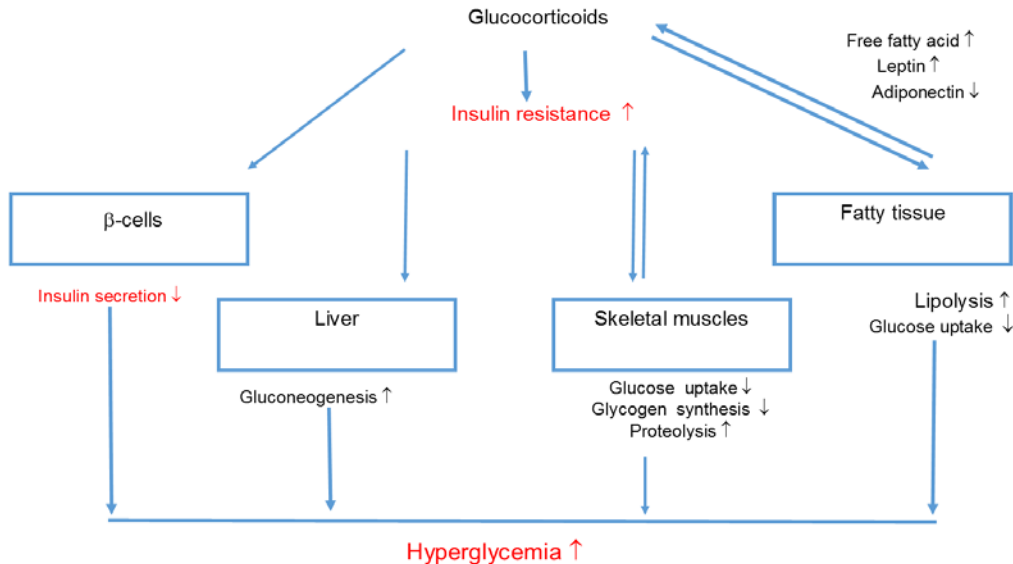 Glucocorticoids
Free fatty acid ↑
Leptin ↑
Adiponectin ↓
Insulin resistance ↑
β-cells
Fatty tissue
Insulin secretion ↓
Liver
Skeletal muscles
Lipolysis ↑
Glucose uptake ↓
Gluconeogenesis ↑
Glucose uptake ↓
Glycogen synthesis ↓
Proteolysis ↑
Hyperglycemia ↑